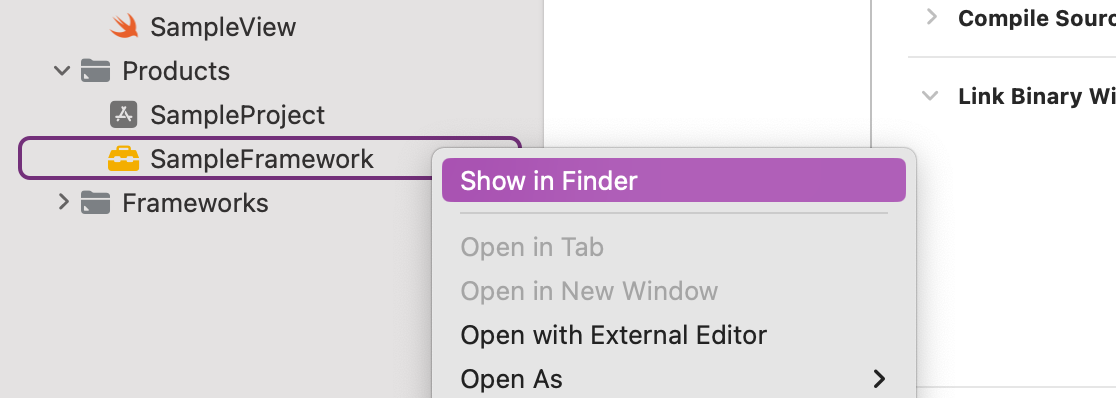 SampleView
Products
SampleProject
SampleFramework
Frameworks
Show in Finder
Open in Tab
Open in New Window
Open with External Editor
Open As
Compile Sourc
Link Binary Wi